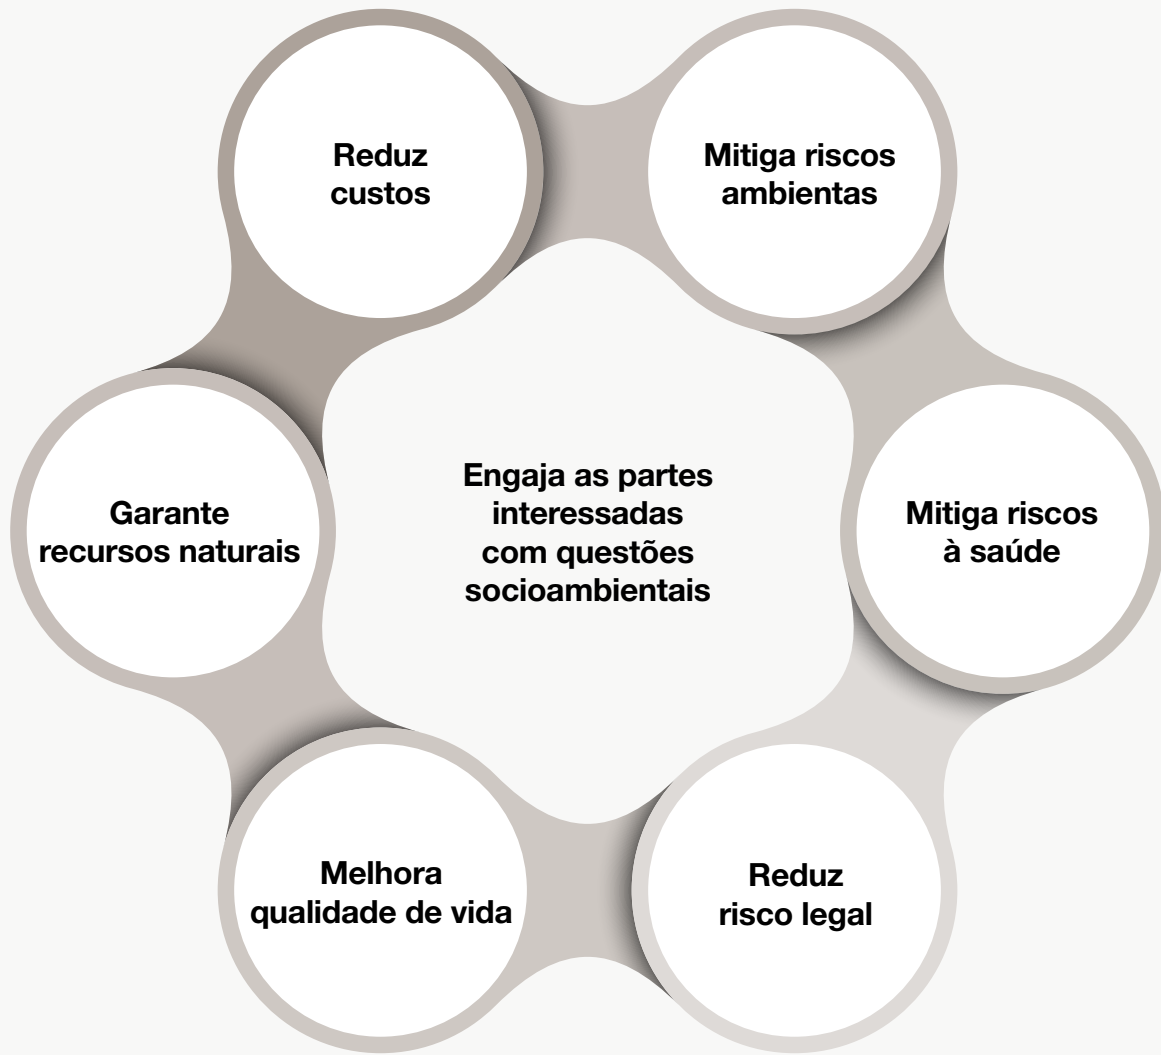 Reduz
custos
Mitiga riscos
ambientas
Garante
recursos naturais
Engaja as partes
interessadas
com questões
socioambientais
Mitiga riscos
à saúde
Melhora
qualidade de vida
Reduz
risco legal